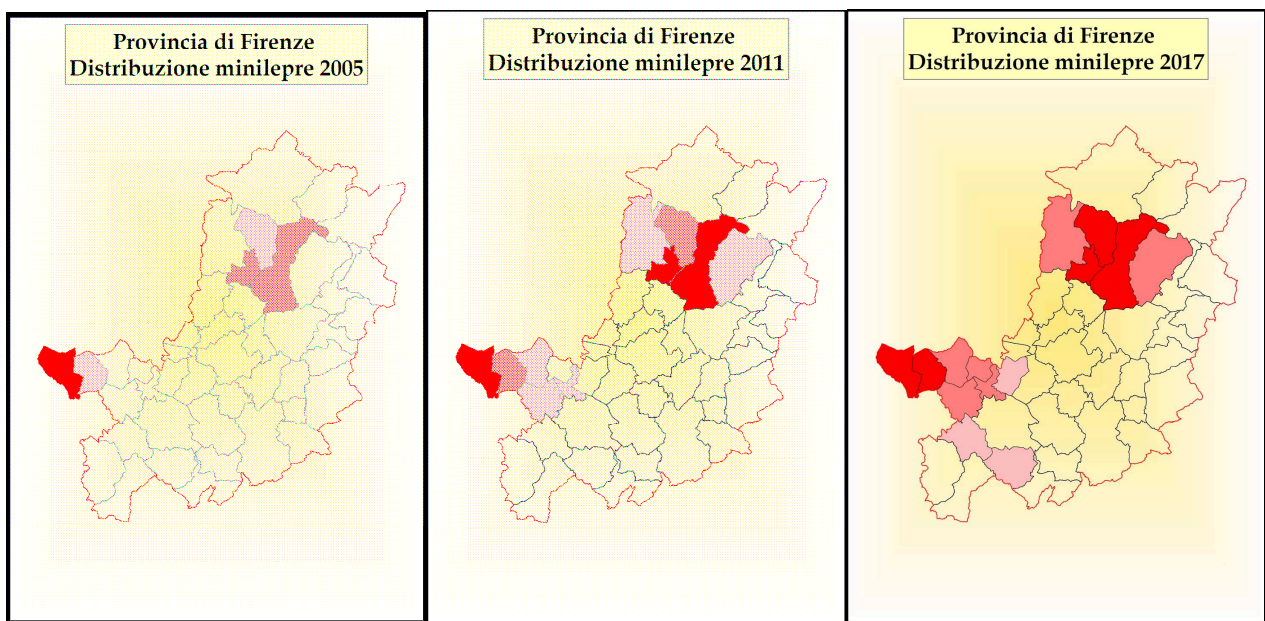 Provincia di Firenze
Distribuzione minilepre 2005
Provincia di Firenze
Distribuzione minilepre 2011
Provincia di Firenze
Distribuzione minilepre 2017